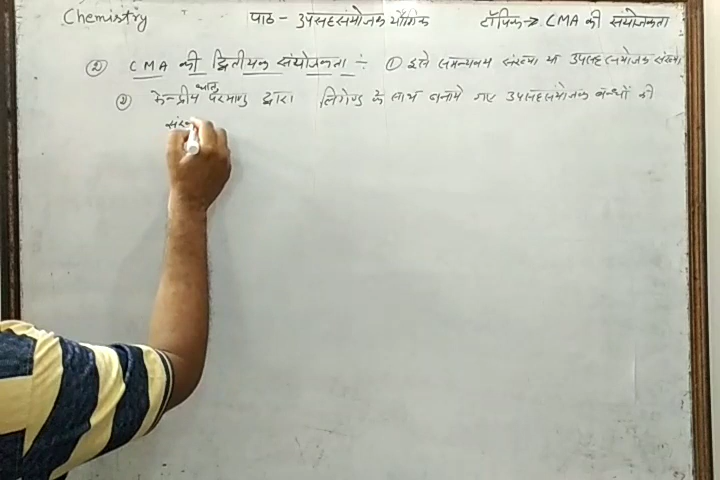 Chemistry पाठ - उपसहसंयोजक यौगिक टॉपिक → CMA की संयोजकता
② CMA की द्वितीयक संयोजकता ÷ ① इसे समन्वय संख्या या उपसहसंयोजक संख्या
② केन्द्रीय धातु परमाणु द्वारा लिगेण्ड के साथ बनाये गए उपसहसंयोजक बन्धों की